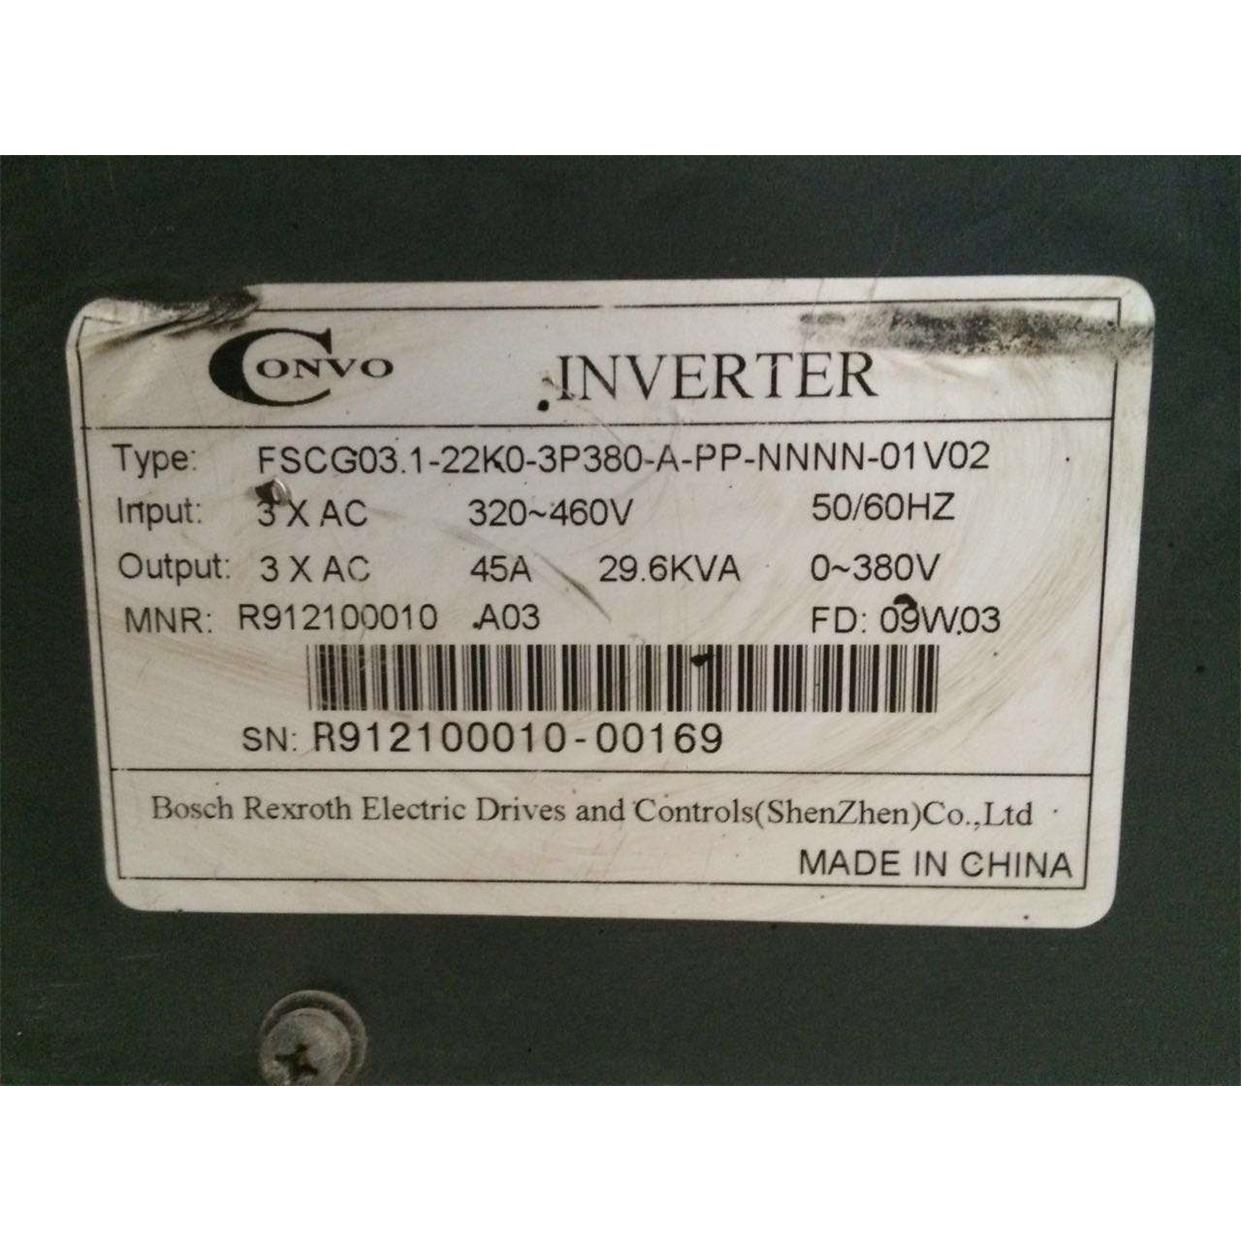 CONVO INVERTER
Type: FSCG03.1-22K0-3P380-A-PP-NNNN-01V02
Input: 3 X AC 320~460V 50/60HZ
Output: 3 X AC 45A 29.6KVA 0~380V
MNR: R912100010 A03 FD: 09W03
SN: R912100010-00169
Bosch Rexroth Electric Drives and Controls(ShenZhen)Co.,Ltd
MADE IN CHINA